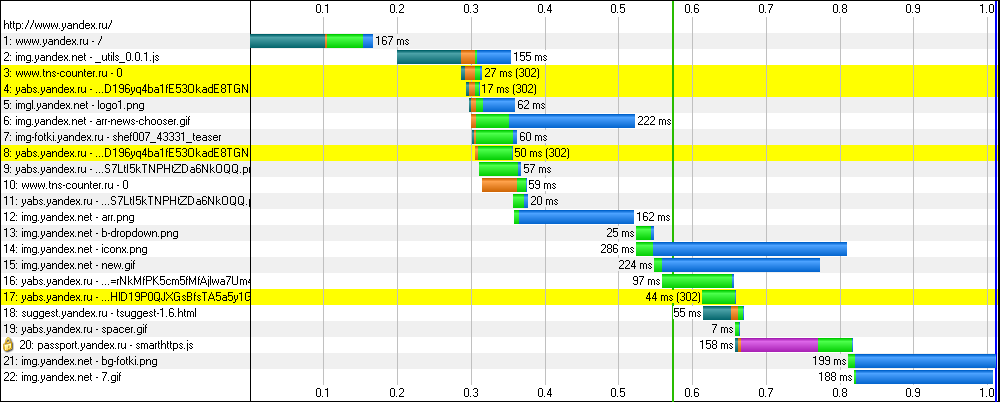 0.1 0.2 0.3 0.4 0.5 0.6 0.7 0.8 0.9 1.0
http://www.yandex.ru/
1: www.yandex.ru - / 167 ms
2: img.yandex.net - _utils_0.0.1.js 155 ms
3: www.tns-counter.ru - 0 27 ms (302)
4: yabs.yandex.ru - ...D196yq4ba1fE53OkadE8TGN 17 ms (302)
5: imgl.yandex.net - logo1.png 62 ms
6: img.yandex.net - arr-news-chooser.gif 222 ms
7: img-fotki.yandex.ru - shef007_43331_teaser 60 ms
8: yabs.yandex.ru - ...D196yq4ba1fE53OkadE8TGN 50 ms (302)
9: yabs.yandex.ru - ...S7LtI5kTNPHtZDa6NkOQQ.p 57 ms
10: www.tns-counter.ru - 0 59 ms
11: yabs.yandex.ru - ...S7LtI5kTNPHtZDa6NkOQQ.p 20 ms
12: img.yandex.net - arr.png 162 ms
13: img.yandex.net - b-dropdown.png 25 ms
14: img.yandex.net - iconx.png 286 ms
15: img.yandex.net - new.gif 224 ms
16: yabs.yandex.ru - ...=rNkMfPK5cm5fMfAjlwa7Um4 97 ms
17: yabs.yandex.ru - ...HlD19P0QJXGsBfsTA5a5y1G 44 ms (302)
18: suggest.yandex.ru - tsuggest-1.6.html 55 ms
19: yabs.yandex.ru - spacer.gif 7 ms
20: passport.yandex.ru - smarthttps.js 158 ms
21: img.yandex.net - bg-fotki.png 199 ms
22: img.yandex.net - 7.gif 188 ms
0.1 0.2 0.3 0.4 0.5 0.6 0.7 0.8 0.9 1.0